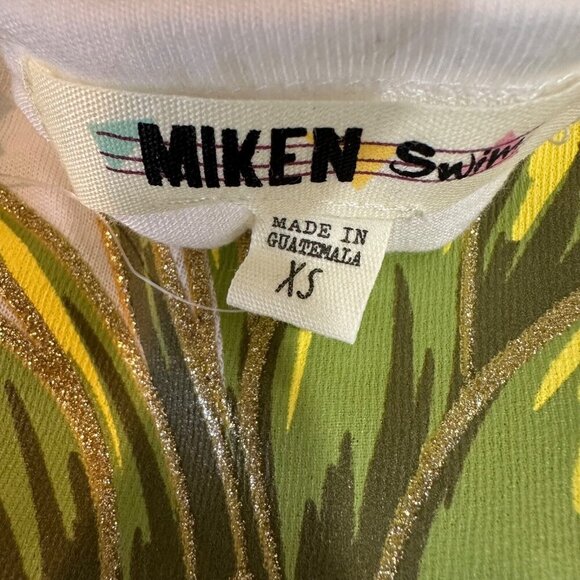 MIKEN Swim
MADE IN
GUATEMALA
XS